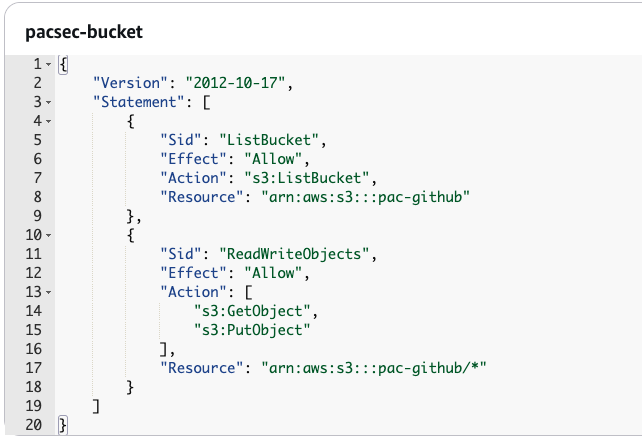 pacsec-bucket
1 {
2     "Version": "2012-10-17",
3     "Statement": [
4         {
5             "Sid": "ListBucket",
6             "Effect": "Allow",
7             "Action": "s3:ListBucket",
8             "Resource": "arn:aws:s3:::pac-github"
9         },
10         {
11             "Sid": "ReadWriteObjects",
12             "Effect": "Allow",
13             "Action": [
14                 "s3:GetObject",
15                 "s3:PutObject"
16             ],
17             "Resource": "arn:aws:s3:::pac-github/*"
18         }
19     ]
20 }